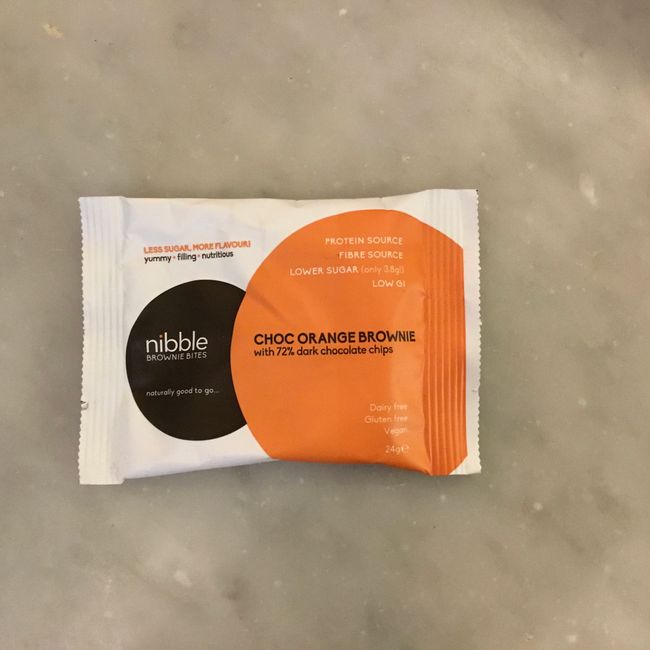 LESS SUGAR, MORE FLAVOUR!
yummy • filling • nutritious
nibble
BROWNIE BITES
naturally good to go...
PROTEIN SOURCE
FIBRE SOURCE
LOWER SUGAR (only 3.8g!)
LOW GI
CHOC ORANGE BROWNIE
with 72% dark chocolate chips
Dairy free
Gluten free
Vegan
24g℮